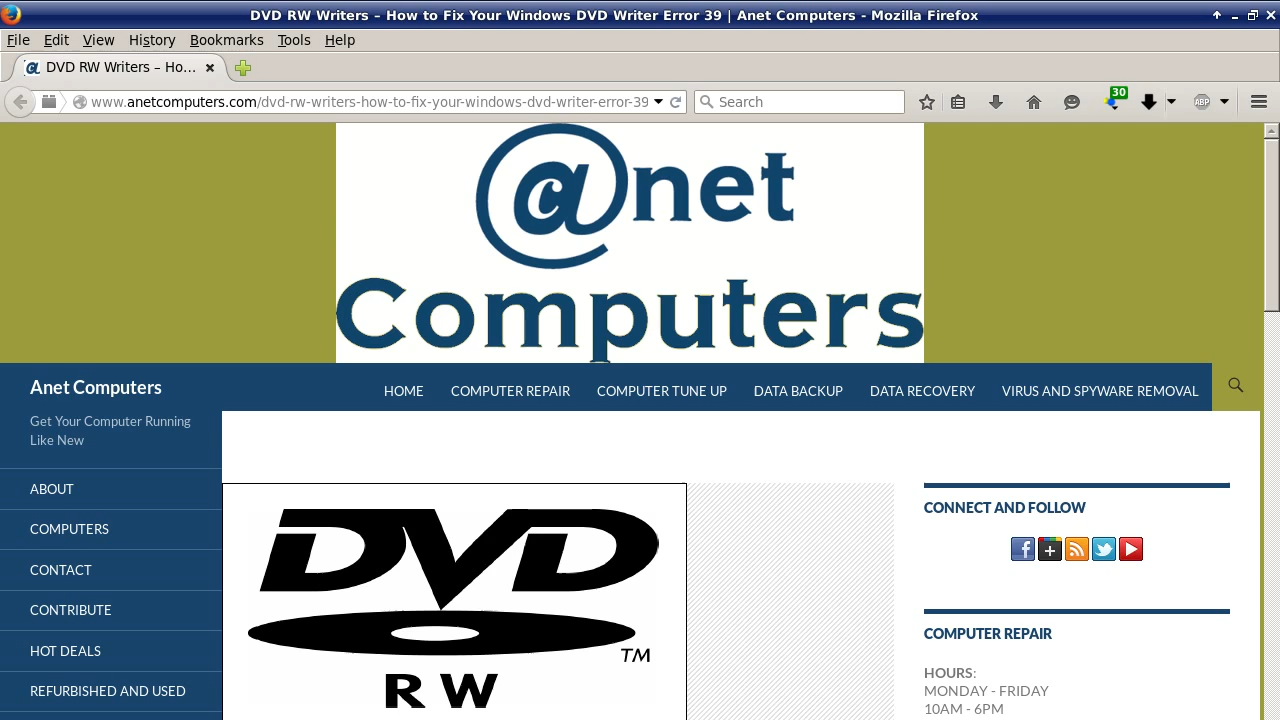 DVD RW Writers – How to Fix Your Windows DVD Writer Error 39 | Anet Computers - Mozilla Firefox
File Edit View History Bookmarks Tools Help
DVD RW Writers – Ho...
www.anetcomputers.com/dvd-rw-writers-how-to-fix-your-windows-dvd-writer-error-39
Search
30
ABP
@net
Computers
Anet Computers
HOME COMPUTER REPAIR COMPUTER TUNE UP DATA BACKUP DATA RECOVERY VIRUS AND SPYWARE REMOVAL
Get Your Computer Running
Like New
ABOUT
COMPUTERS
CONTACT
CONTRIBUTE
HOT DEALS
REFURBISHED AND USED
DVD
TM
RW
CONNECT AND FOLLOW
COMPUTER REPAIR
HOURS:
MONDAY - FRIDAY
10AM - 6PM